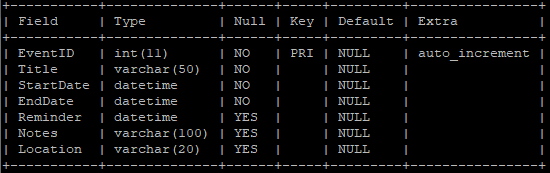 +-----------+--------------+------+-----+---------+----------------+
| Field     | Type         | Null | Key | Default | Extra          |
+-----------+--------------+------+-----+---------+----------------+
| EventID   | int(11)      | NO   | PRI | NULL    | auto_increment |
| Title     | varchar(50)  | NO   |     | NULL    |                |
| StartDate | datetime     | NO   |     | NULL    |                |
| EndDate   | datetime     | NO   |     | NULL    |                |
| Reminder  | datetime     | YES  |     | NULL    |                |
| Notes     | varchar(100) | YES  |     | NULL    |                |
| Location  | varchar(20)  | YES  |     | NULL    |                |
+-----------+--------------+------+-----+---------+----------------+